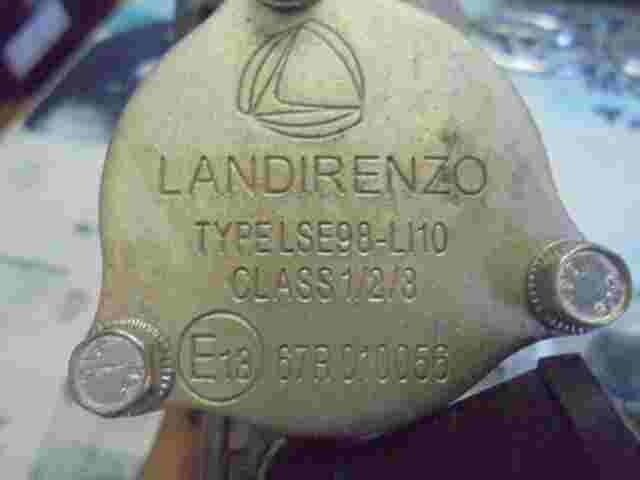 LANDIRENZO
TYPE LSE98-LI10
CLASS 1/2/3
E13 67R 010056